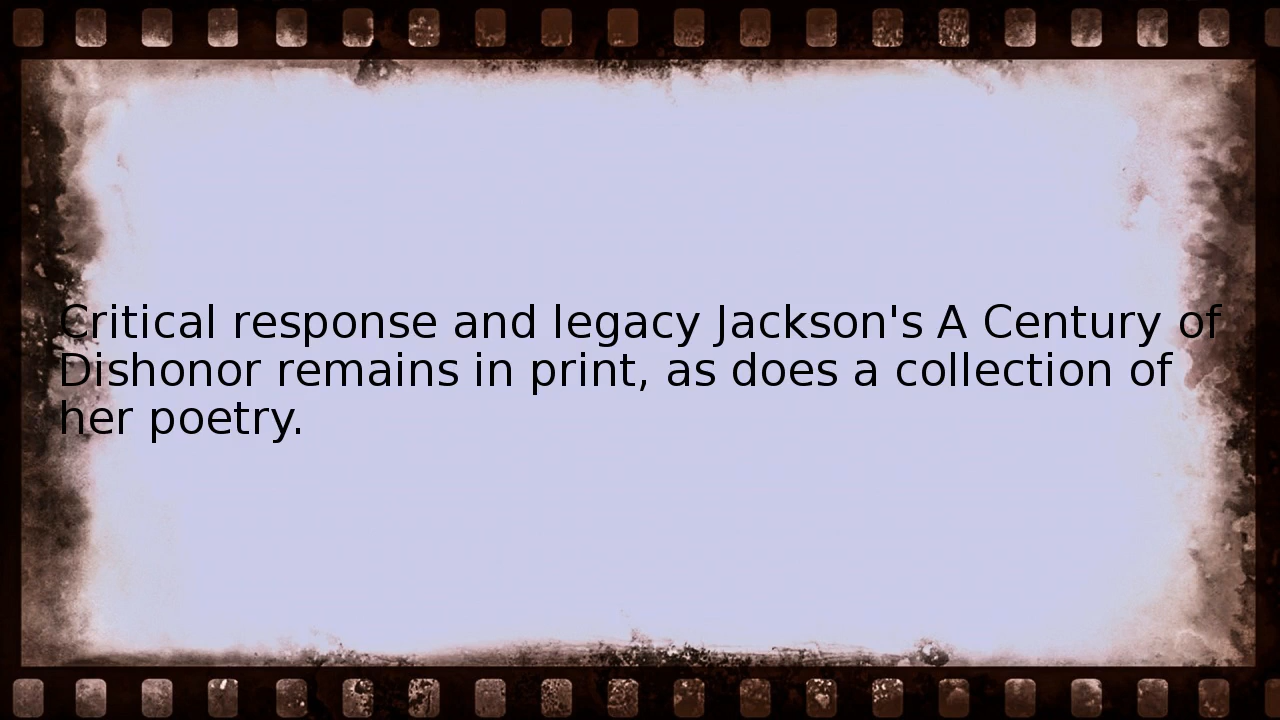 Critical response and legacy Jackson's A Century of
Dishonor remains in print, as does a collection of
her poetry.